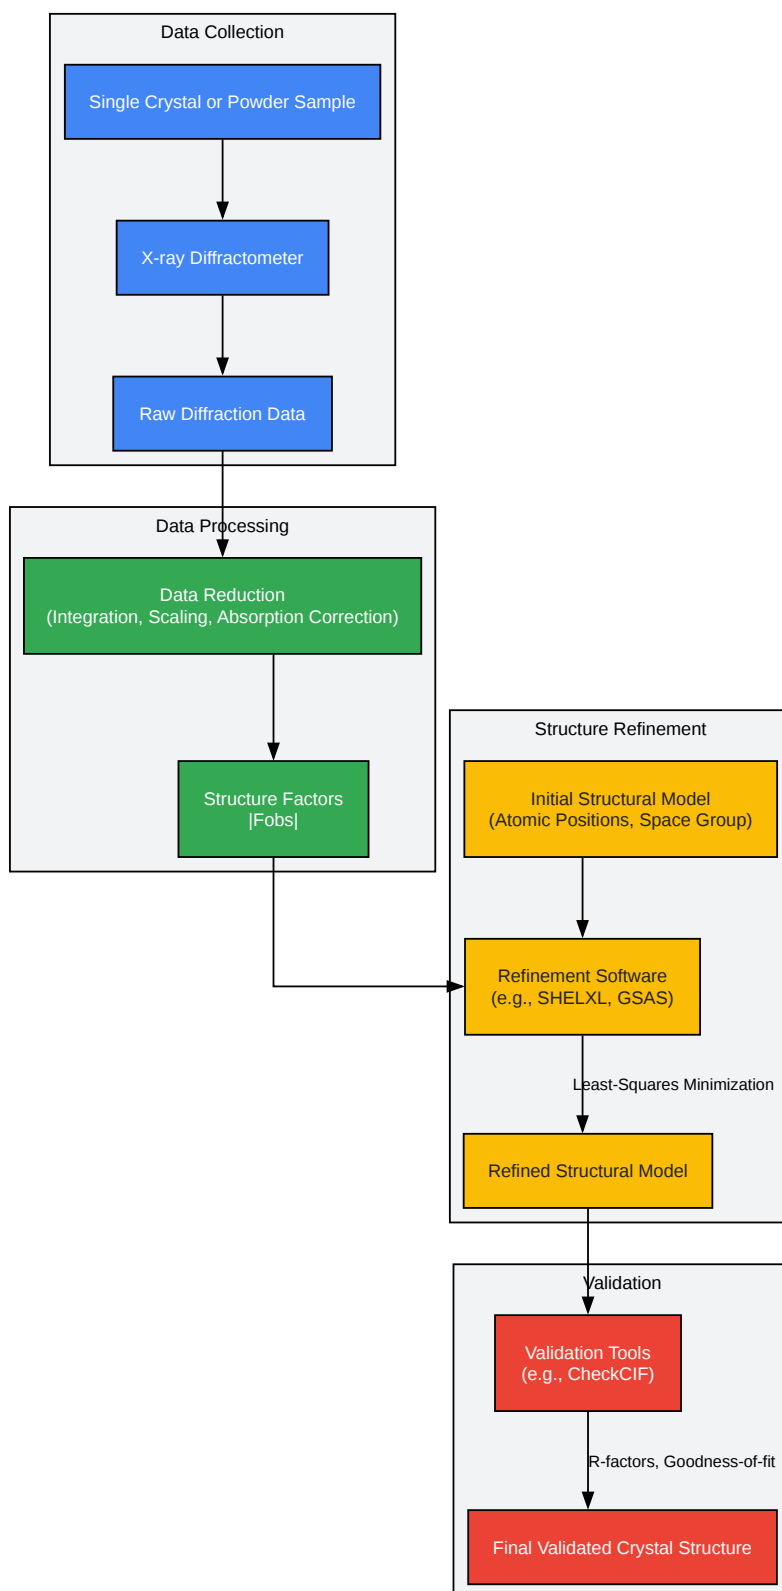 Data Collection
Single Crystal or Powder Sample
X-ray Diffractometer
Raw Diffraction Data
Data Processing
Data Reduction
(Integration, Scaling, Absorption Correction)
Structure Factors
|Fobs|
Structure Refinement
Initial Structural Model
(Atomic Positions, Space Group)
Refinement Software
(e.g., SHELXL, GSAS)
Least-Squares Minimization
Refined Structural Model
Validation
Validation Tools
(e.g., CheckCIF)
R-factors, Goodness-of-fit
Final Validated Crystal Structure